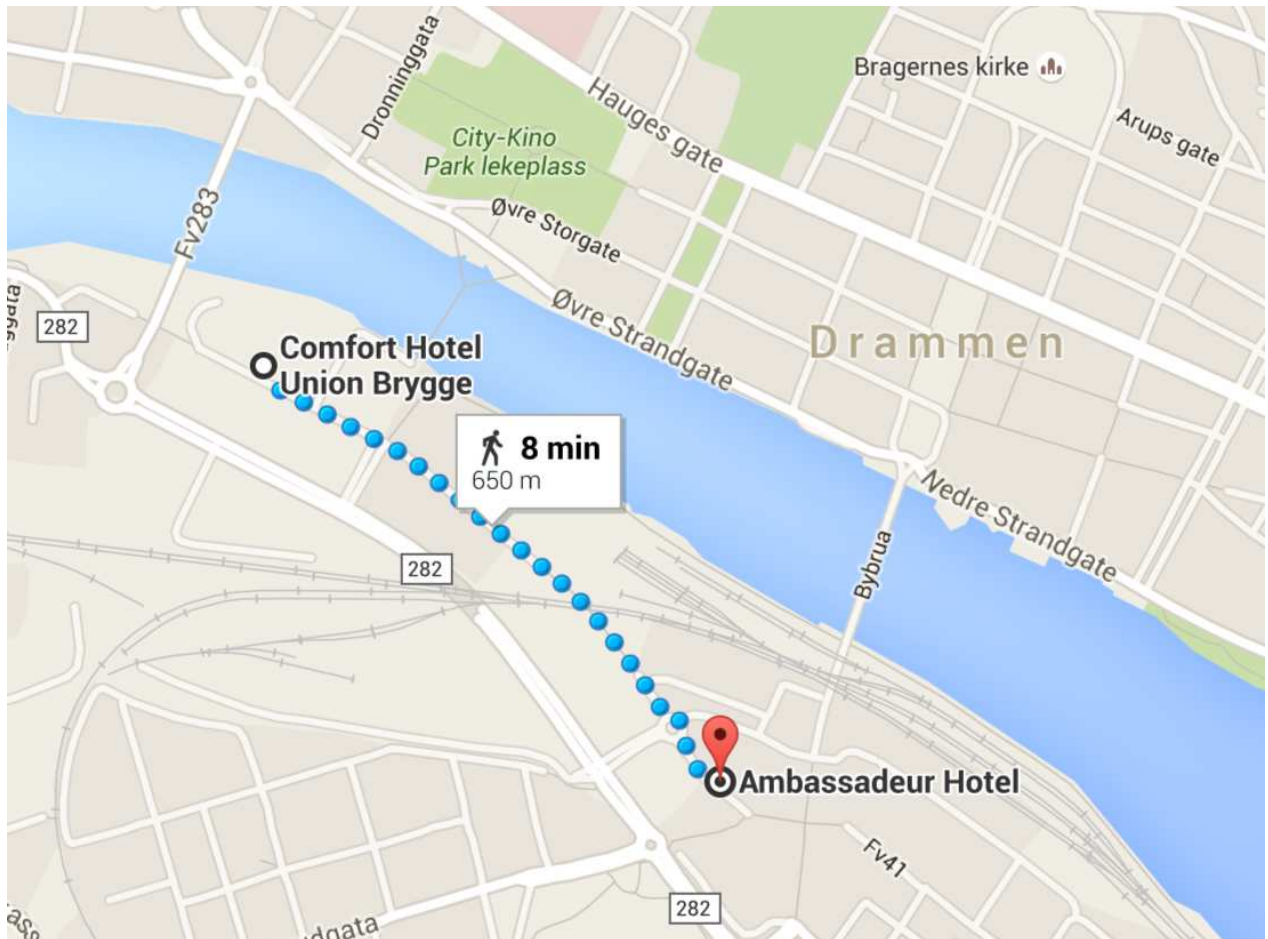 Dronninggata
Hauges gate
Bragernes kirke
Arups gate
City-Kino
Park lekeplass
Fv283
Øvre Storgate
Øvre Strandgate
Drammen
282
Comfort Hotel
Union Brygge
8 min
650 m
Nedre Strandgate
282
Bybrua
Ambassadeur Hotel
Fv41
282